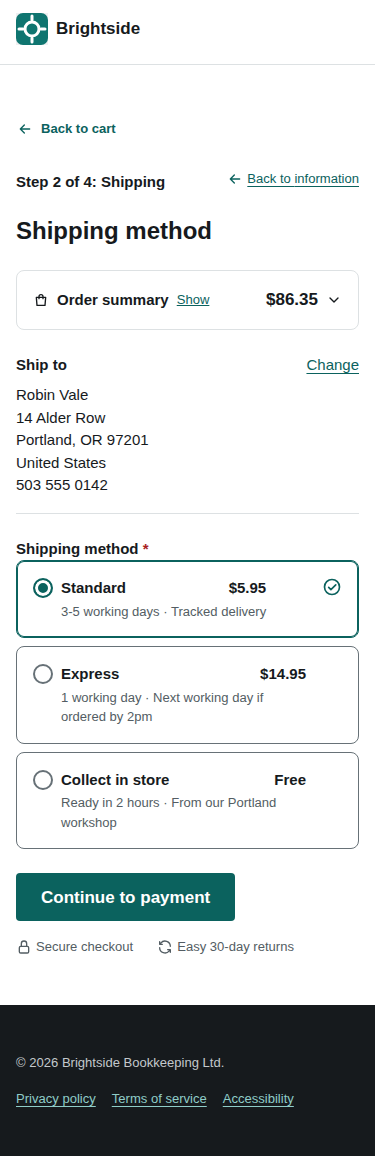 Brightside
Back to cart
Step 2 of 4: Shipping
Back to information
Shipping method
Order summary Show $86.35
Ship to Change
Robin Vale
14 Alder Row
Portland, OR 97201
United States
503 555 0142
Shipping method *
Standard $5.95
3-5 working days · Tracked delivery
Express $14.95
1 working day · Next working day if
ordered by 2pm
Collect in store Free
Ready in 2 hours · From our Portland
workshop
Continue to payment
Secure checkout Easy 30-day returns
© 2026 Brightside Bookkeeping Ltd.
Privacy policy Terms of service Accessibility